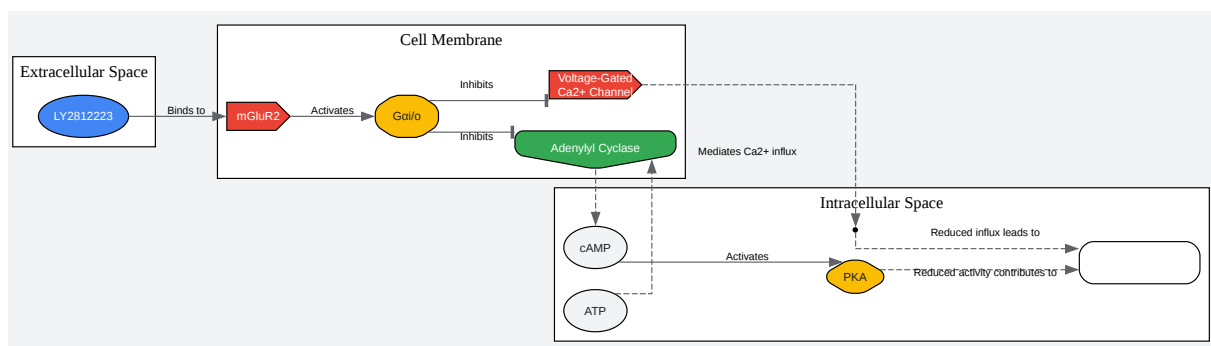 Cell Membrane
Extracellular Space
LY2812223
Binds to
mGluR2
Activates
Gαi/o
Inhibits
Voltage-Gated
Ca2+ Channel
Inhibits
Adenylyl Cyclase
Mediates Ca2+ influx
Intracellular Space
cAMP
Activates
PKA
Reduced influx leads to
Reduced activity contributes to
ATP